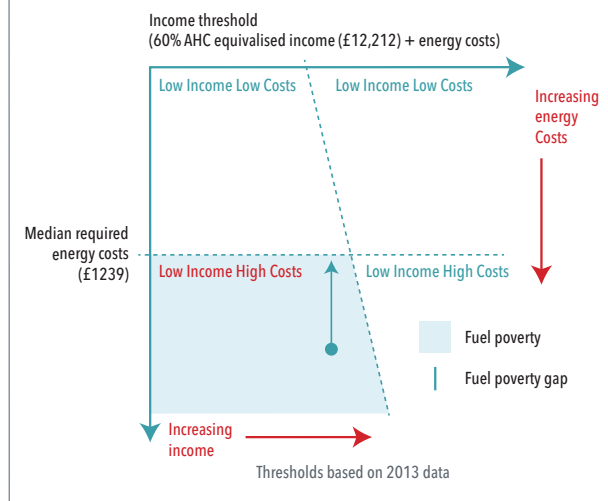 Income threshold
(60% AHC equivalised income (£12,212) + energy costs)
Low Income Low Costs
Low Income Low Costs
Increasing
energy
Costs
Median required
energy costs
(£1239)
Low Income High Costs
Low Income High Costs
Fuel poverty
Fuel poverty gap
Increasing
income
Thresholds based on 2013 data